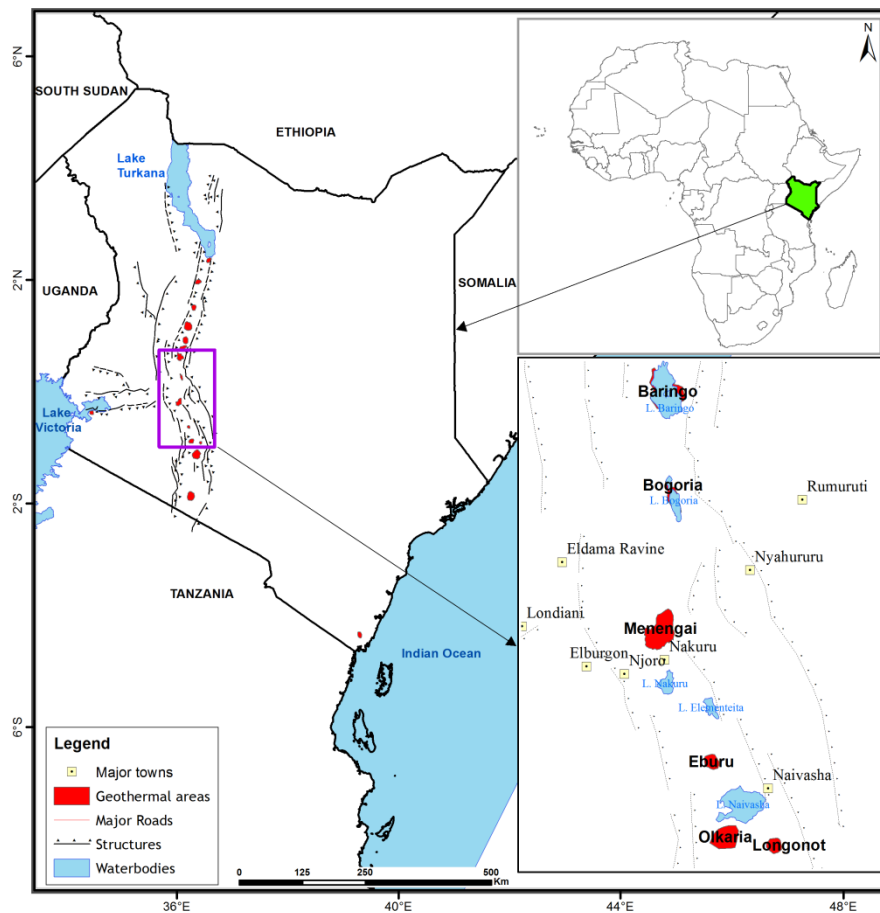 6°N
2°N
2°S
6°S
SOUTH SUDAN
ETHIOPIA
Lake
Turkana
UGANDA
SOMALIA
Lake
Victoria
TANZANIA
Indian Ocean
Legend
Major towns
Geothermal areas
Major Roads
Structures
Waterbodies
0 125 250 500
Km
36°E 40°E 44°E 48°E
N
Baringo
L. Baringo
Bogoria
L. Bogoria
Rumuruti
Eldama Ravine
Nyahururu
Londiani
Menengai
Nakuru
Elburgon
Njoro
L. Nakuru
L. Elementeita
Eburu
Naivasha
L. Naivasha
Olkaria
Longonot